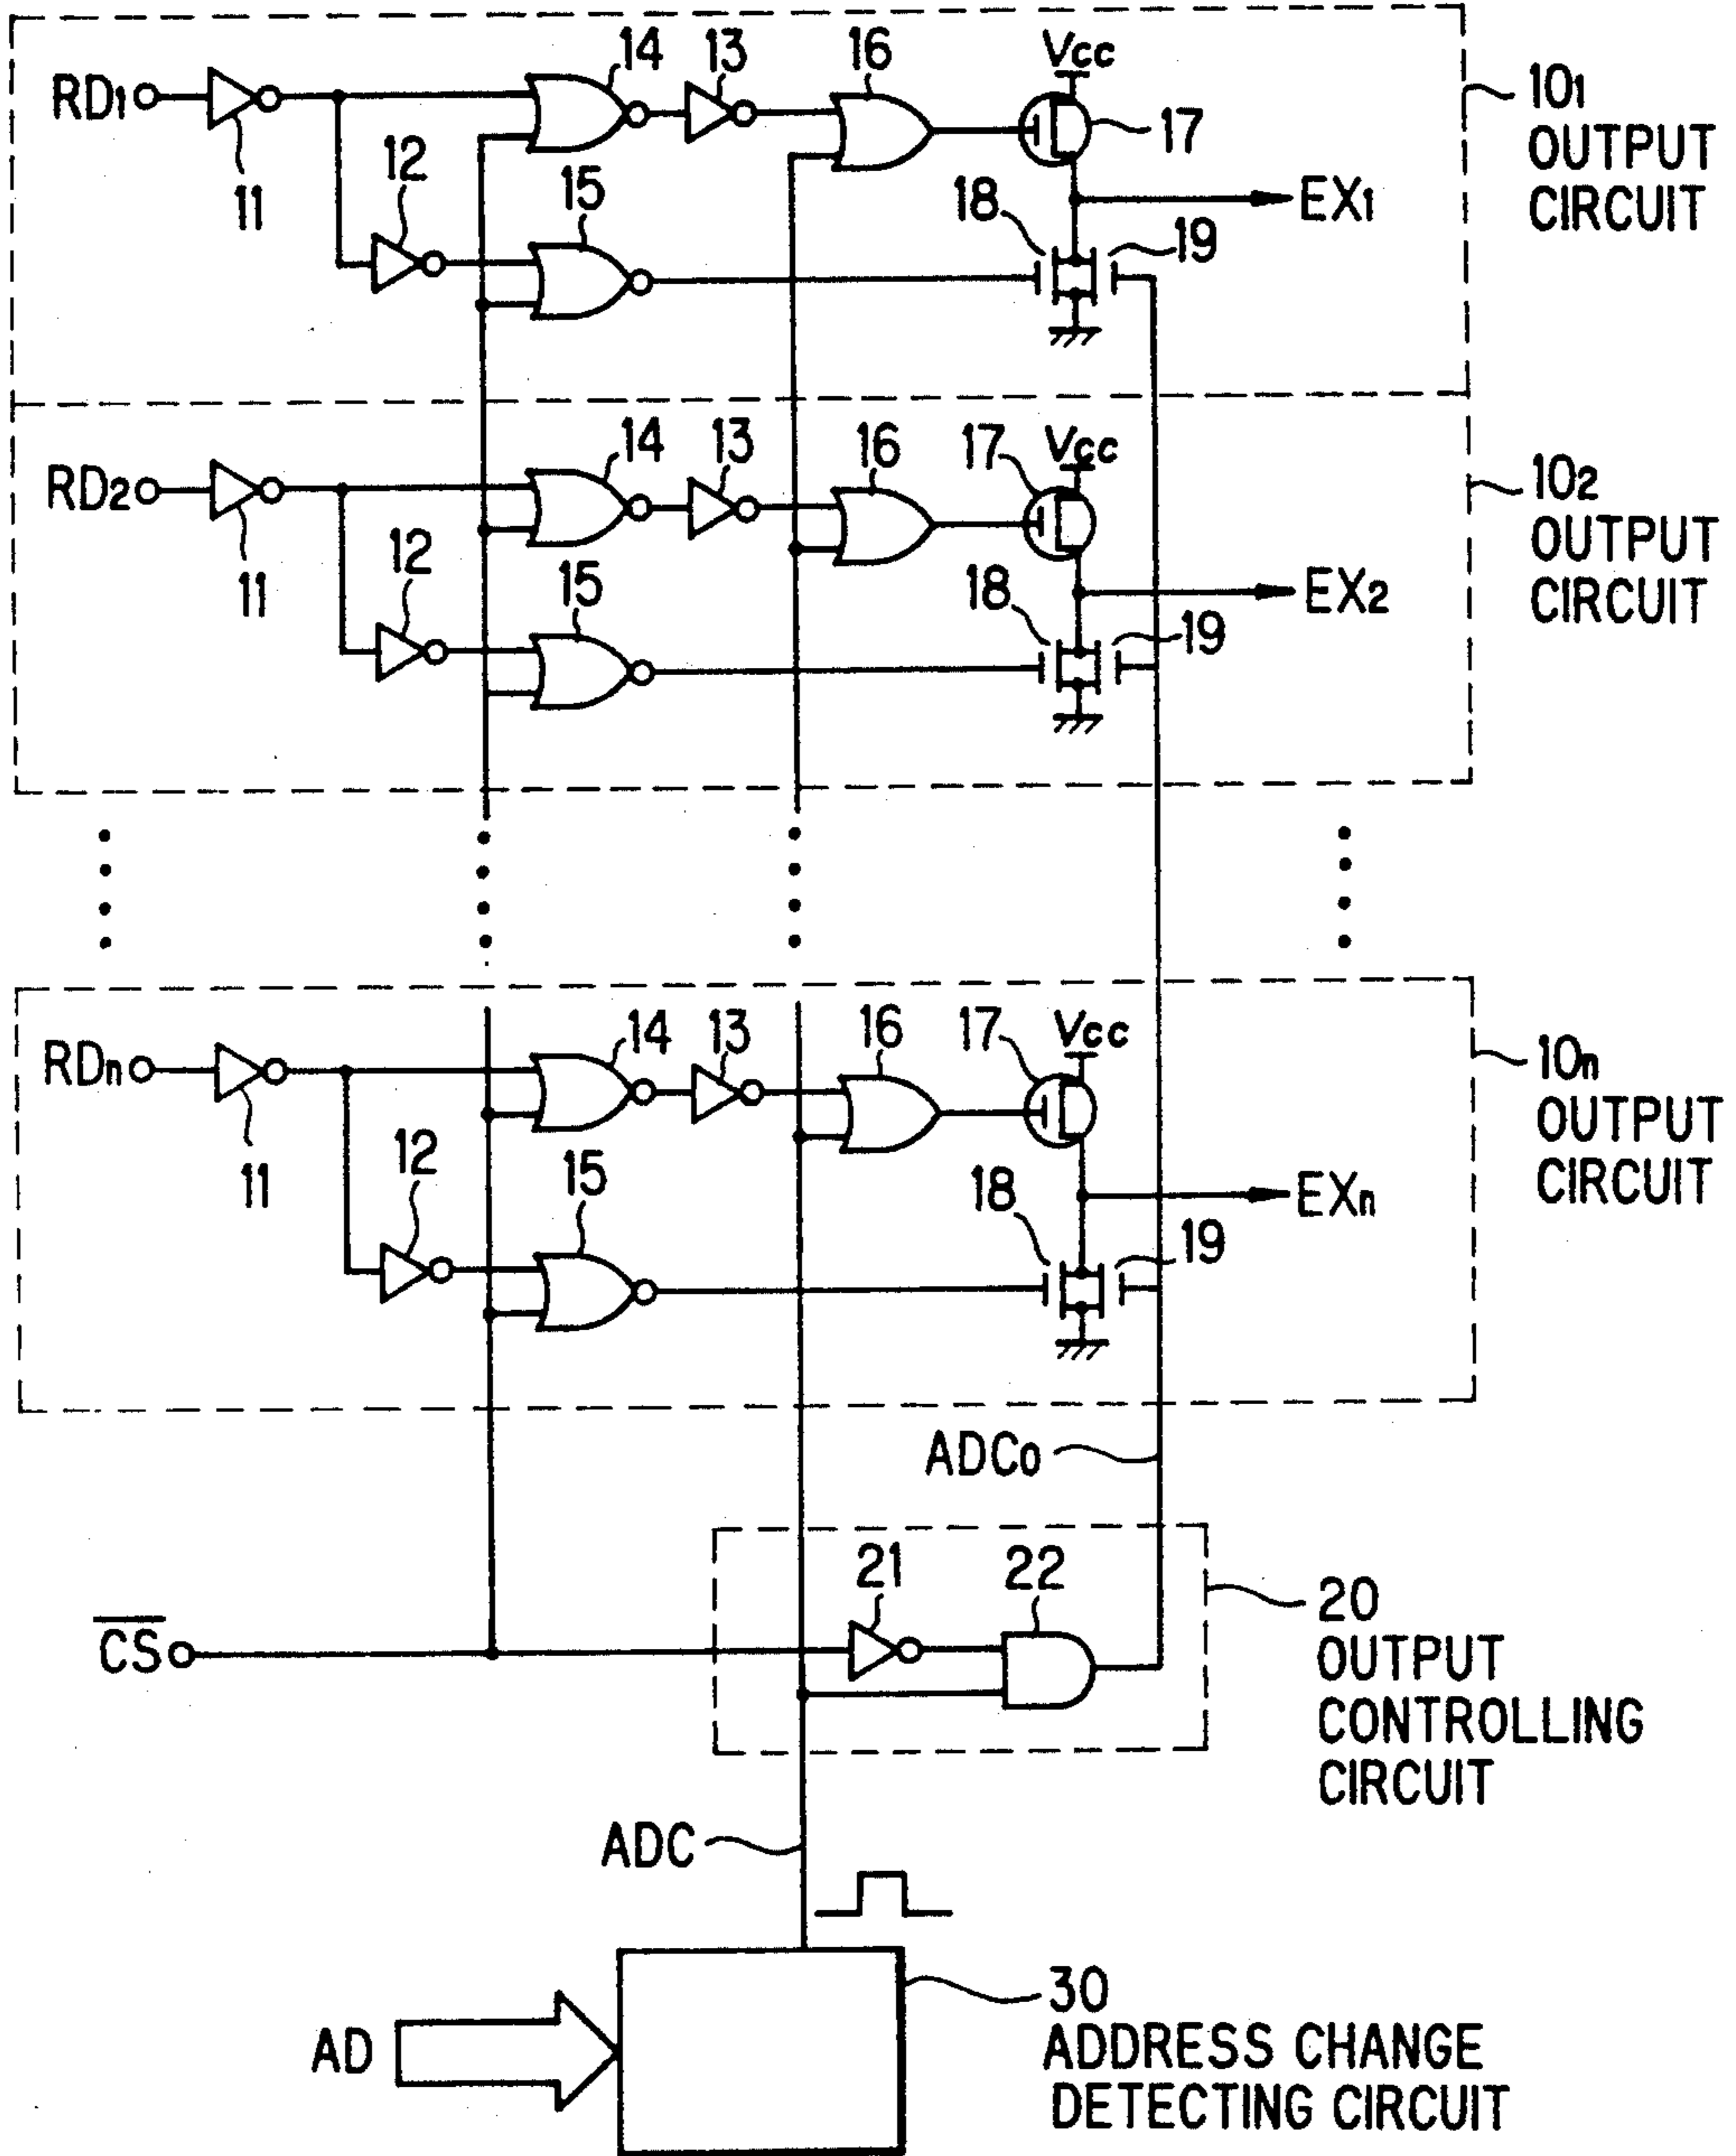 14 13 16 Vcc
RD1 17 101
OUTPUT
CIRCUIT
12 11 15 18 EX1
19
14 13 16 17 Vcc
RD2 102
OUTPUT
CIRCUIT
12 11 15 18 EX2
19
14 13 16 17 Vcc
RDn 10n
OUTPUT
CIRCUIT
12 11 15 18 EXn
19
ADC0
21 22
CS 20
OUTPUT
CONTROLLING
CIRCUIT
ADC
30
AD ADDRESS CHANGE
DETECTING CIRCUIT